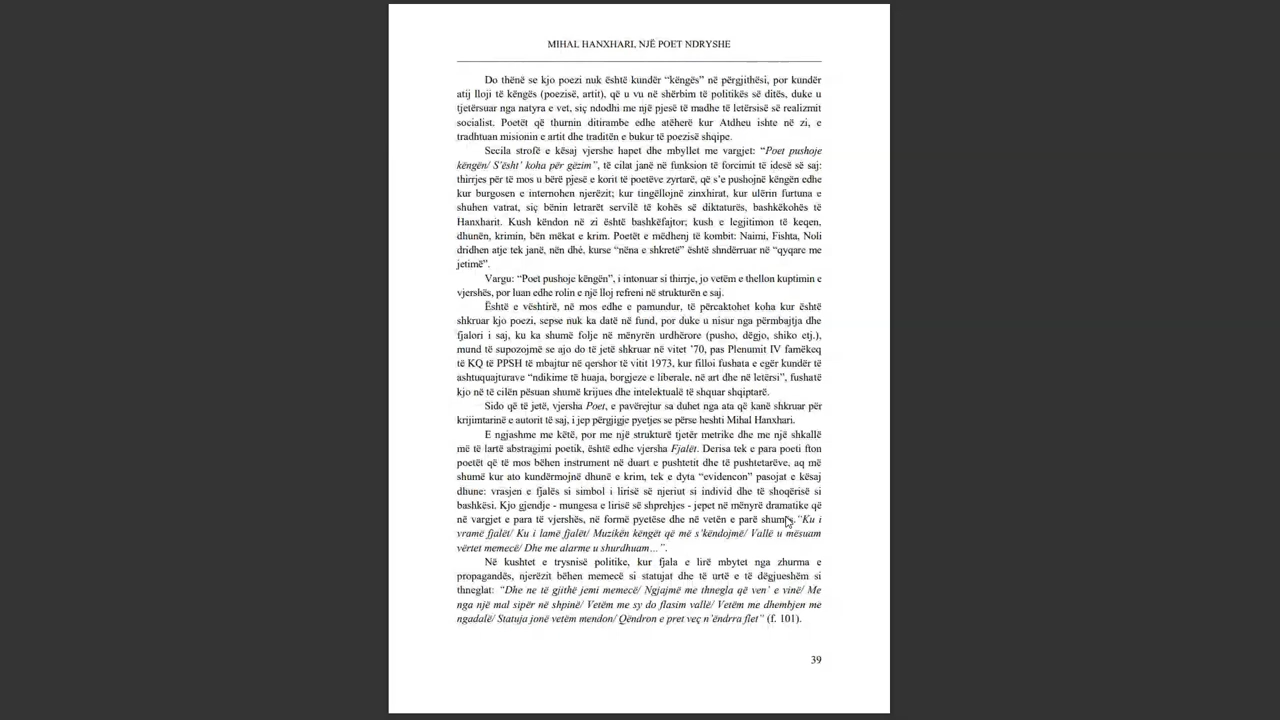 MIHAL HANXHARI, NJË POET NDRYSHE
Do thënë se kjo poezi nuk është kundër “këngës” në përgjithësi, por kundër
atij lloji të këngës (poezisë, artit), që u vu në shërbim të politikës së ditës, duke u
tjetërsuar nga natyra e vet, siç ndodhi me një pjesë të madhe të letërsisë së realizmit
socialist. Poetët që thurnin ditirambe edhe atëherë kur Atdheu ishte në zi, e
tradhtuan misionin e artit dhe traditën e bukur të poezisë shqipe.
Secila strofë e kësaj vjershe hapet dhe mbyllet me vargjet: “Poet pushoje
këngën/ S’ësht’ koha për gëzim”, të cilat janë në funksion të forcimit të idesë së saj:
thirrjes për të mos u bërë pjesë e korit të poetëve zyrtarë, që s’e pushojnë këngën edhe
kur burgosen e internohen njerëzit; kur tingëllojnë zinxhirat, kur ulërin furtuna e
shuhen vatrat, siç bënin letrarët servilë të kohës së diktaturës, bashkëkohës të
Hanxharit. Kush këndon në zi është bashkëfajtor; kush e legjitimon të keqen,
dhunën, krimin, bën mëkat e krim. Poetët e mëdhenj të kombit: Naimi, Fishta, Noli
dridhen atje tek janë, nën dhé, kurse “nëna e shkretë” është shndërruar në “qyqare me
jetimë”.
Vargu: “Poet pushoje këngën”, i intonuar si thirrje, jo vetëm e thellon kuptimin e
vjershës, por luan edhe rolin e një lloj refreni në strukturën e saj.
Është e vështirë, në mos edhe e pamundur, të përcaktohet koha kur është
shkruar kjo poezi, sepse nuk ka datë në fund, por duke u nisur nga përmbajtja dhe
fjalori i saj, ku ka shumë folje në mënyrën urdhërore (pusho, dëgjo, shiko etj.),
mund të supozojmë se ajo do të jetë shkruar në vitet ’70, pas Plenumit IV famëkeq
të KQ të PPSH të mbajtur në qershor të vitit 1973, kur filloi fushata e egër kundër të
ashtuquajturave “ndikime të huaja, borgjeze e liberale, në art dhe në letërsi”, fushatë
kjo në të cilën pësuan shumë krijues dhe intelektualë të shquar shqiptarë.
Sido që të jetë, vjersha Poet, e pavërejtur sa duhet nga ata që kanë shkruar për
krijimtarinë e autorit të saj, i jep përgjigje pyetjes se përse heshti Mihal Hanxhari.
E ngjashme me këtë, por me një strukturë tjetër metrike dhe me një shkallë
më të lartë abstragimi poetik, është edhe vjersha Fjalët. Derisa tek e para poeti fton
poetët që të mos bëhen instrument në duart e pushtetit dhe të pushtetarëve, aq më
shumë kur ato kundërmojnë dhunë e krim, tek e dyta “evidencon” pasojat e kësaj
dhune: vrasjen e fjalës si simbol i lirisë së njeriut si individ dhe të shoqërisë si
bashkësi. Kjo gjendje - mungesa e lirisë së shprehjes - jepet në mënyrë dramatike që
në vargjet e para të vjershës, në formë pyetëse dhe në vetën e parë shumës. “Ku i
vramë fjalët/ Ku i lamë fjalët/ Muzikën këngët që më s’këndojmë/ Vallë u mësuam
vërtet memecë/ Dhe me alarme u shurdhuam…”.
Në kushtet e trysnisë politike, kur fjala e lirë mbytet nga zhurma e
propagandës, njerëzit bëhen memecë si statujat dhe të urtë e të dëgjueshëm si
thneglat: “Dhe ne të gjithë jemi memecë/ Ngjajmë me thnegla që ven’ e vinë/ Me
nga një mal sipër në shpinë/ Vetëm me sy do flasim vallë/ Vetëm me dhembjen me
ngadalë/ Statuja jonë vetëm mendon/ Qëndron e pret veç n’ëndrra flet” (f. 101).
39